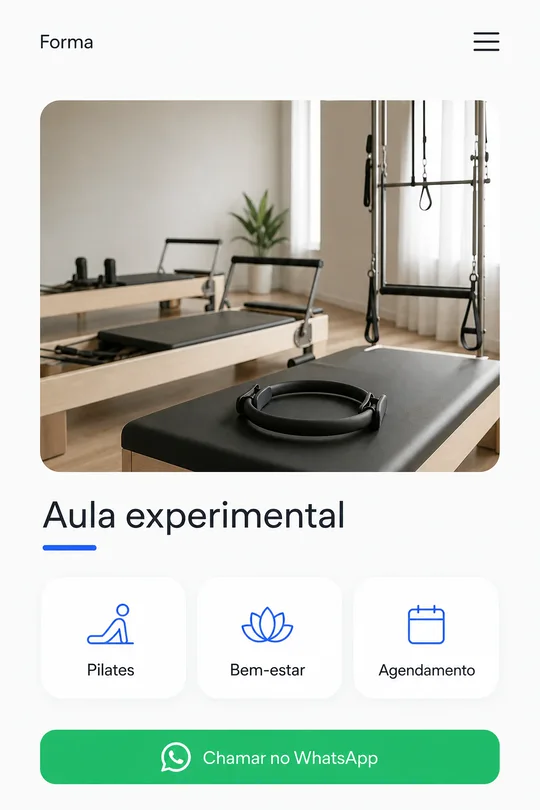 Forma
Aula experimental
Pilates
Bem-estar
Agendamento
Chamar no WhatsApp